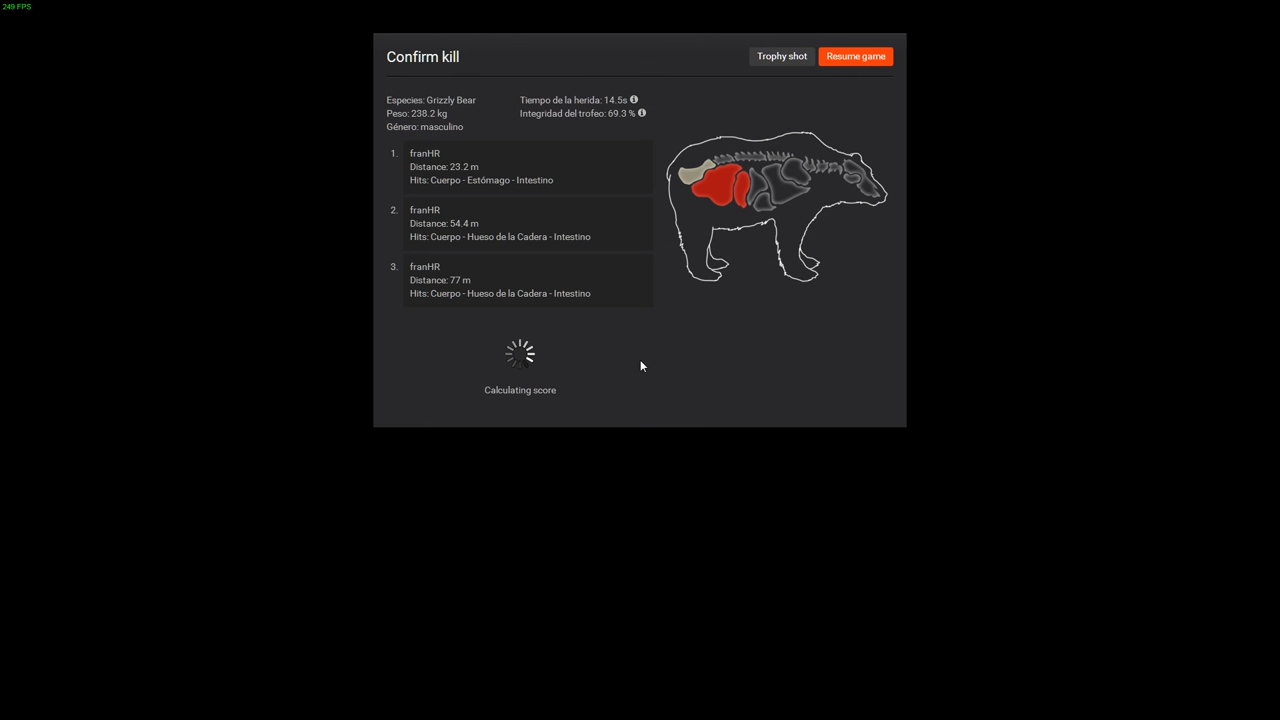 249 FPS
Confirm kill
Trophy shot
Resume game
Especies: Grizzly Bear
Peso: 238.2 kg
Género: masculino
Tiempo de la herida: 14.5s
Integridad del trofeo: 69.3 %
1. franHR
Distance: 23.2 m
Hits: Cuerpo - Estómago - Intestino
2. franHR
Distance: 54.4 m
Hits: Cuerpo - Hueso de la Cadera - Intestino
3. franHR
Distance: 77 m
Hits: Cuerpo - Hueso de la Cadera - Intestino
Calculating score